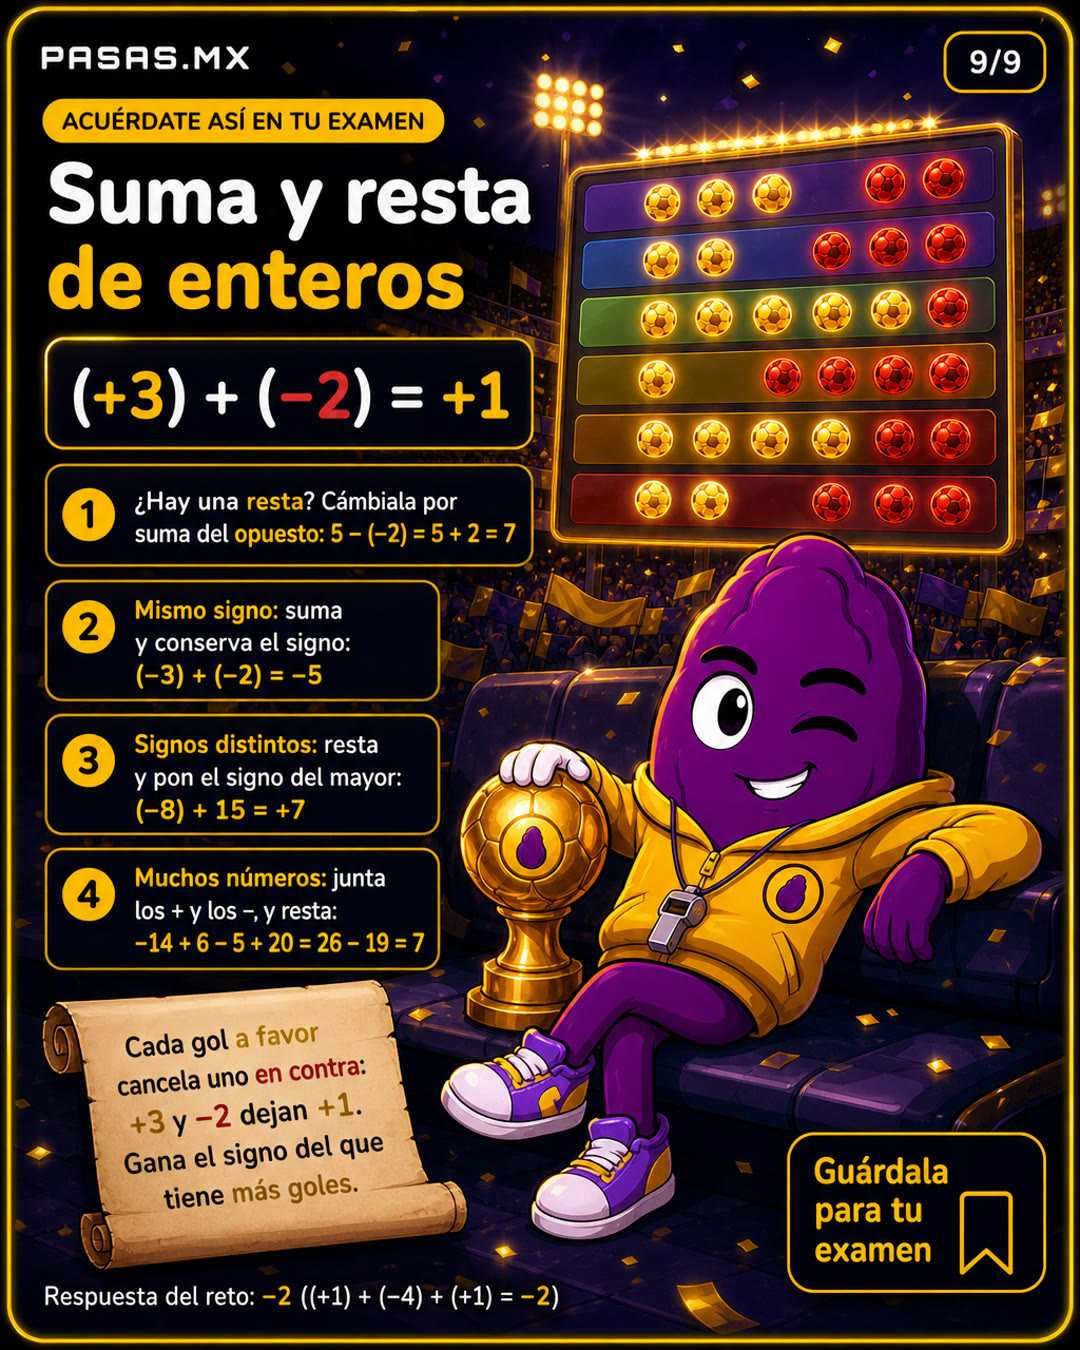 PASAS.MX
9/9
ACUÉRDATE ASÍ EN TU EXAMEN
Suma y resta
de enteros
(+3) + (−2) = +1
1
¿Hay una resta? Cámbiala por
suma del opuesto: 5 − (−2) = 5 + 2 = 7
2
Mismo signo: suma
y conserva el signo:
(−3) + (−2) = −5
3
Signos distintos: resta
y pon el signo del mayor:
(−8) + 15 = +7
4
Muchos números: junta
los + y los −, y resta:
−14 + 6 − 5 + 20 = 26 − 19 = 7
Cada gol a favor
cancela uno en contra:
+3 y −2 dejan +1.
Gana el signo del que
tiene más goles.
Guárdala
para tu
examen
Respuesta del reto: −2 ((+1) + (−4) + (+1) = −2)